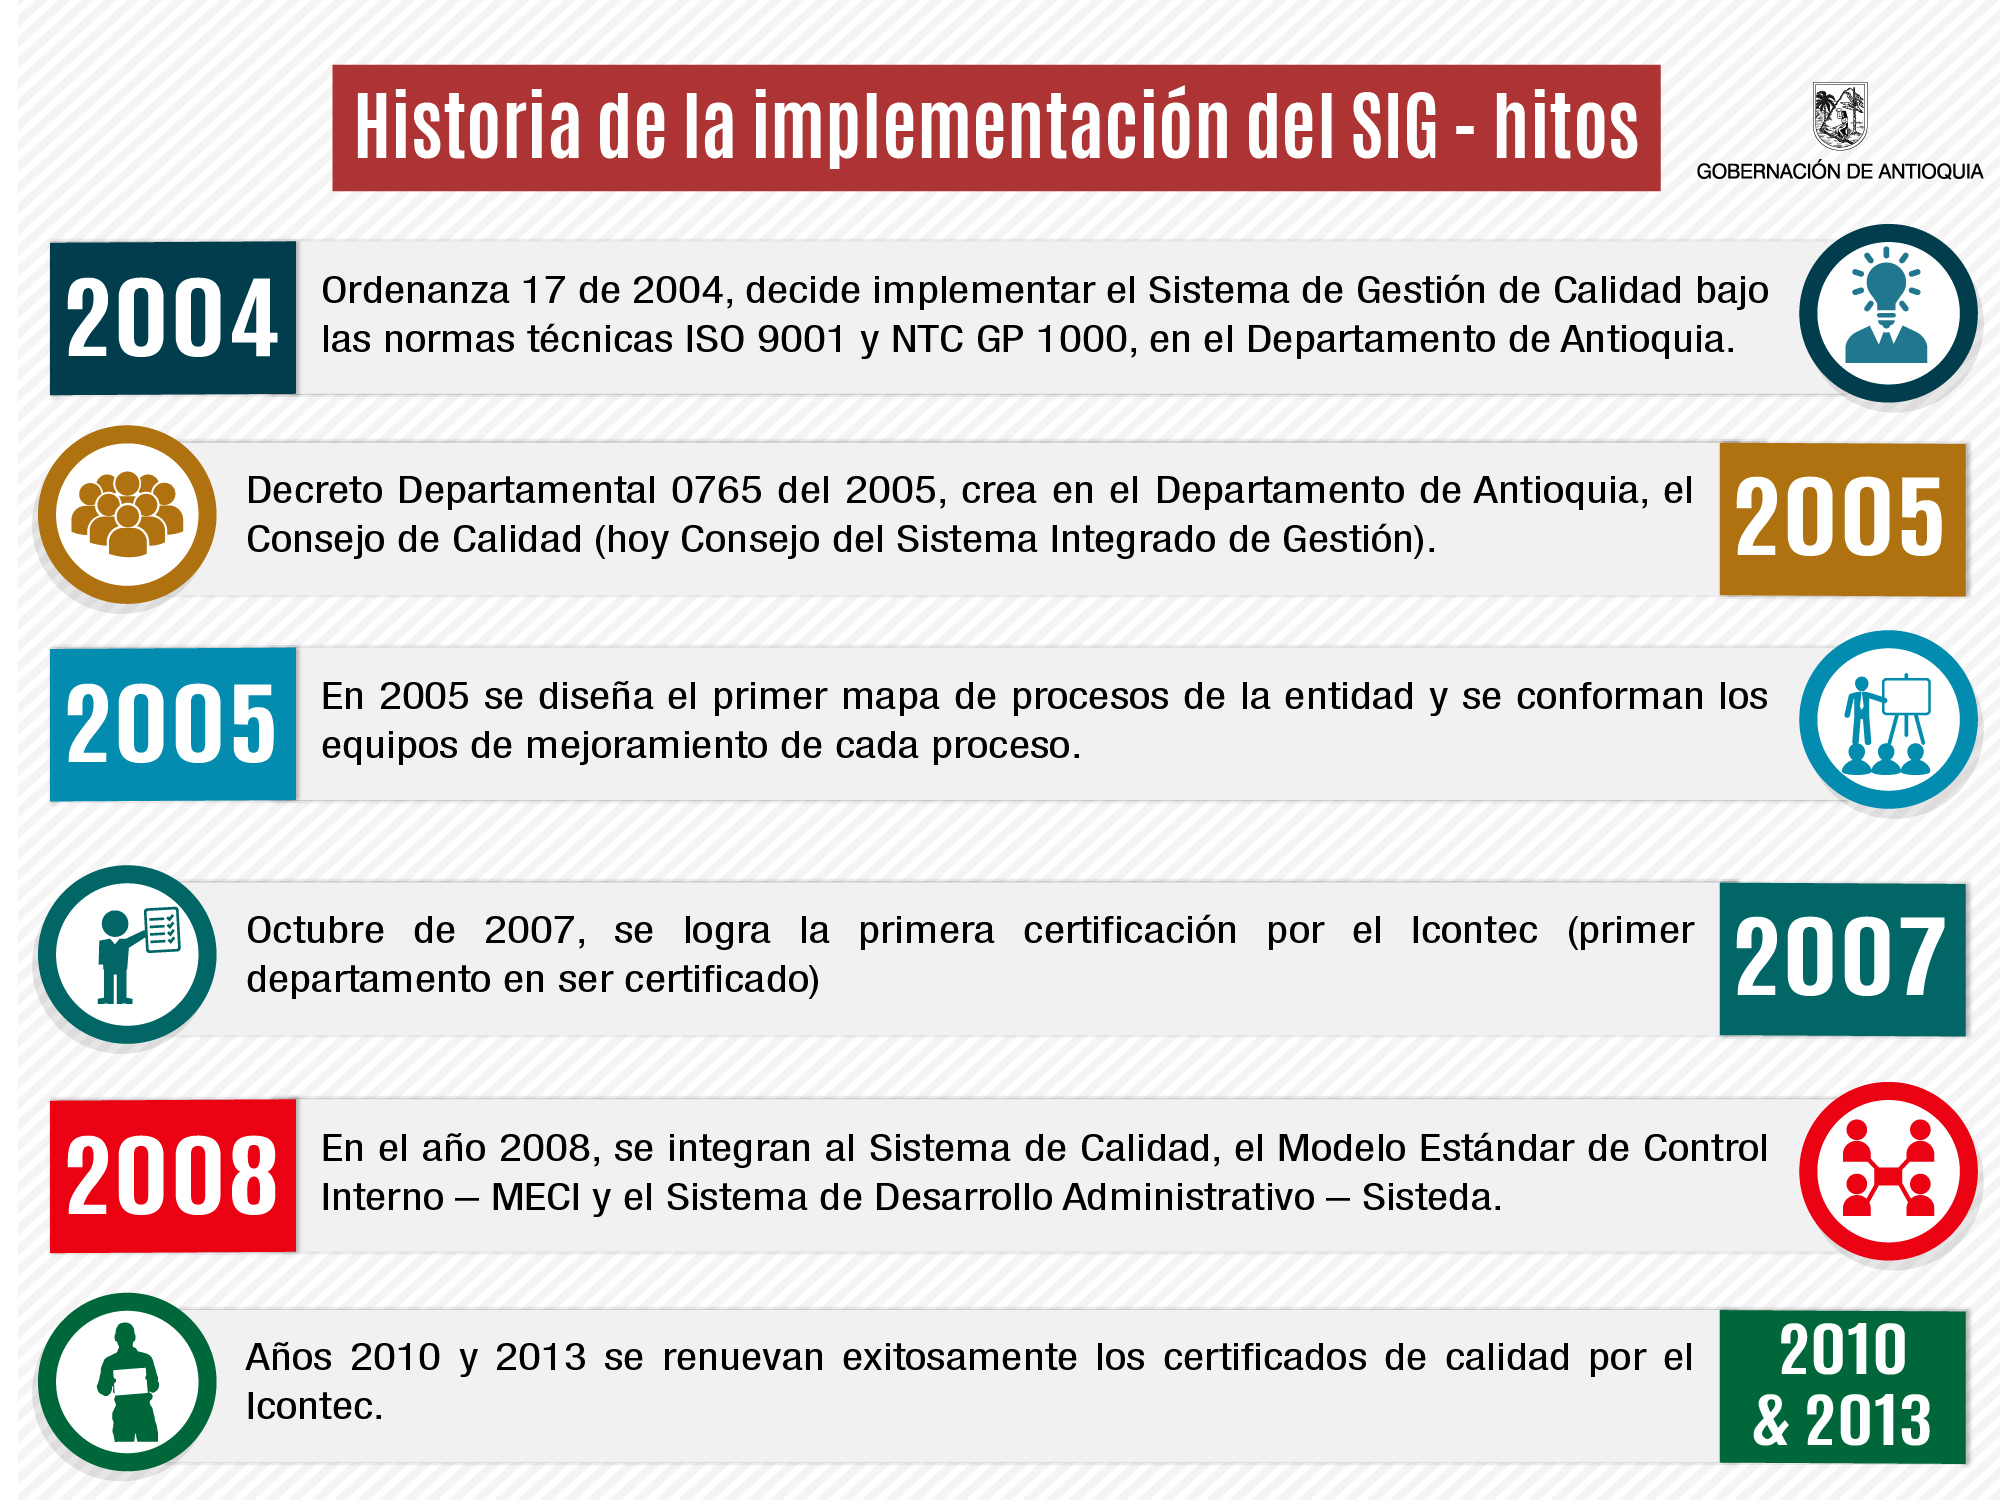 Historia de la implementación del SIG - hitos
GOBERNACIÓN DE ANTIOQUIA
2004
Ordenanza 17 de 2004, decide implementar el Sistema de Gestión de Calidad bajo
las normas técnicas ISO 9001 y NTC GP 1000, en el Departamento de Antioquia.
Decreto Departamental 0765 del 2005, crea en el Departamento de Antioquia, el
Consejo de Calidad (hoy Consejo del Sistema Integrado de Gestión).
2005
2005
En 2005 se diseña el primer mapa de procesos de la entidad y se conforman los
equipos de mejoramiento de cada proceso.
Octubre de 2007, se logra la primera certificación por el Icontec (primer
departamento en ser certificado)
2007
2008
En el año 2008, se integran al Sistema de Calidad, el Modelo Estándar de Control
Interno – MECI y el Sistema de Desarrollo Administrativo – Sisteda.
Años 2010 y 2013 se renuevan exitosamente los certificados de calidad por el
Icontec.
2010
& 2013